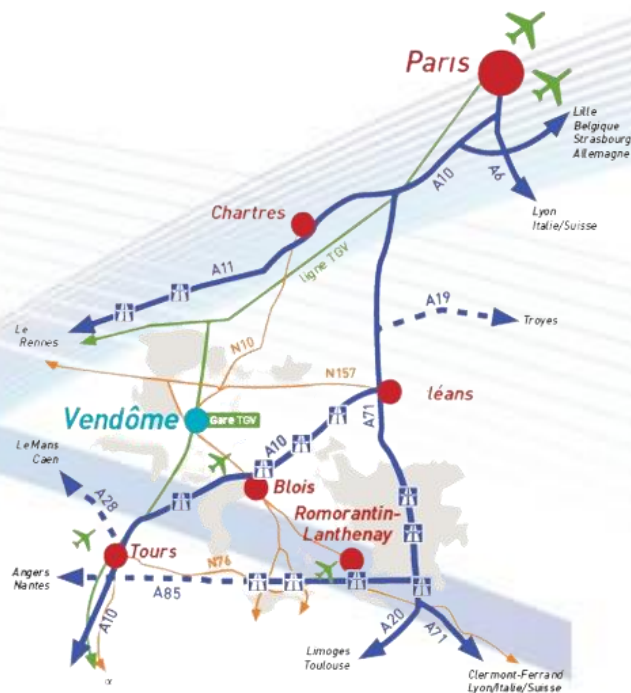 Paris
Lille
Belgique
Strasbourg
Allemagne
A10
A6
Lyon
Italie/Suisse
Chartres
ligne TGV
A11
A19
Troyes
Le
Rennes
N10
N157
léans
Vendôme
Gare TGV
A71
A10
Le Mans
Caen
A28
Blois
Romorantin-
Lanthenay
Tours
N76
Angers
Nantes
A85
A10
A20
A71
Limoges
Toulouse
Clermont-Ferrand
Lyon/Italie/Suisse